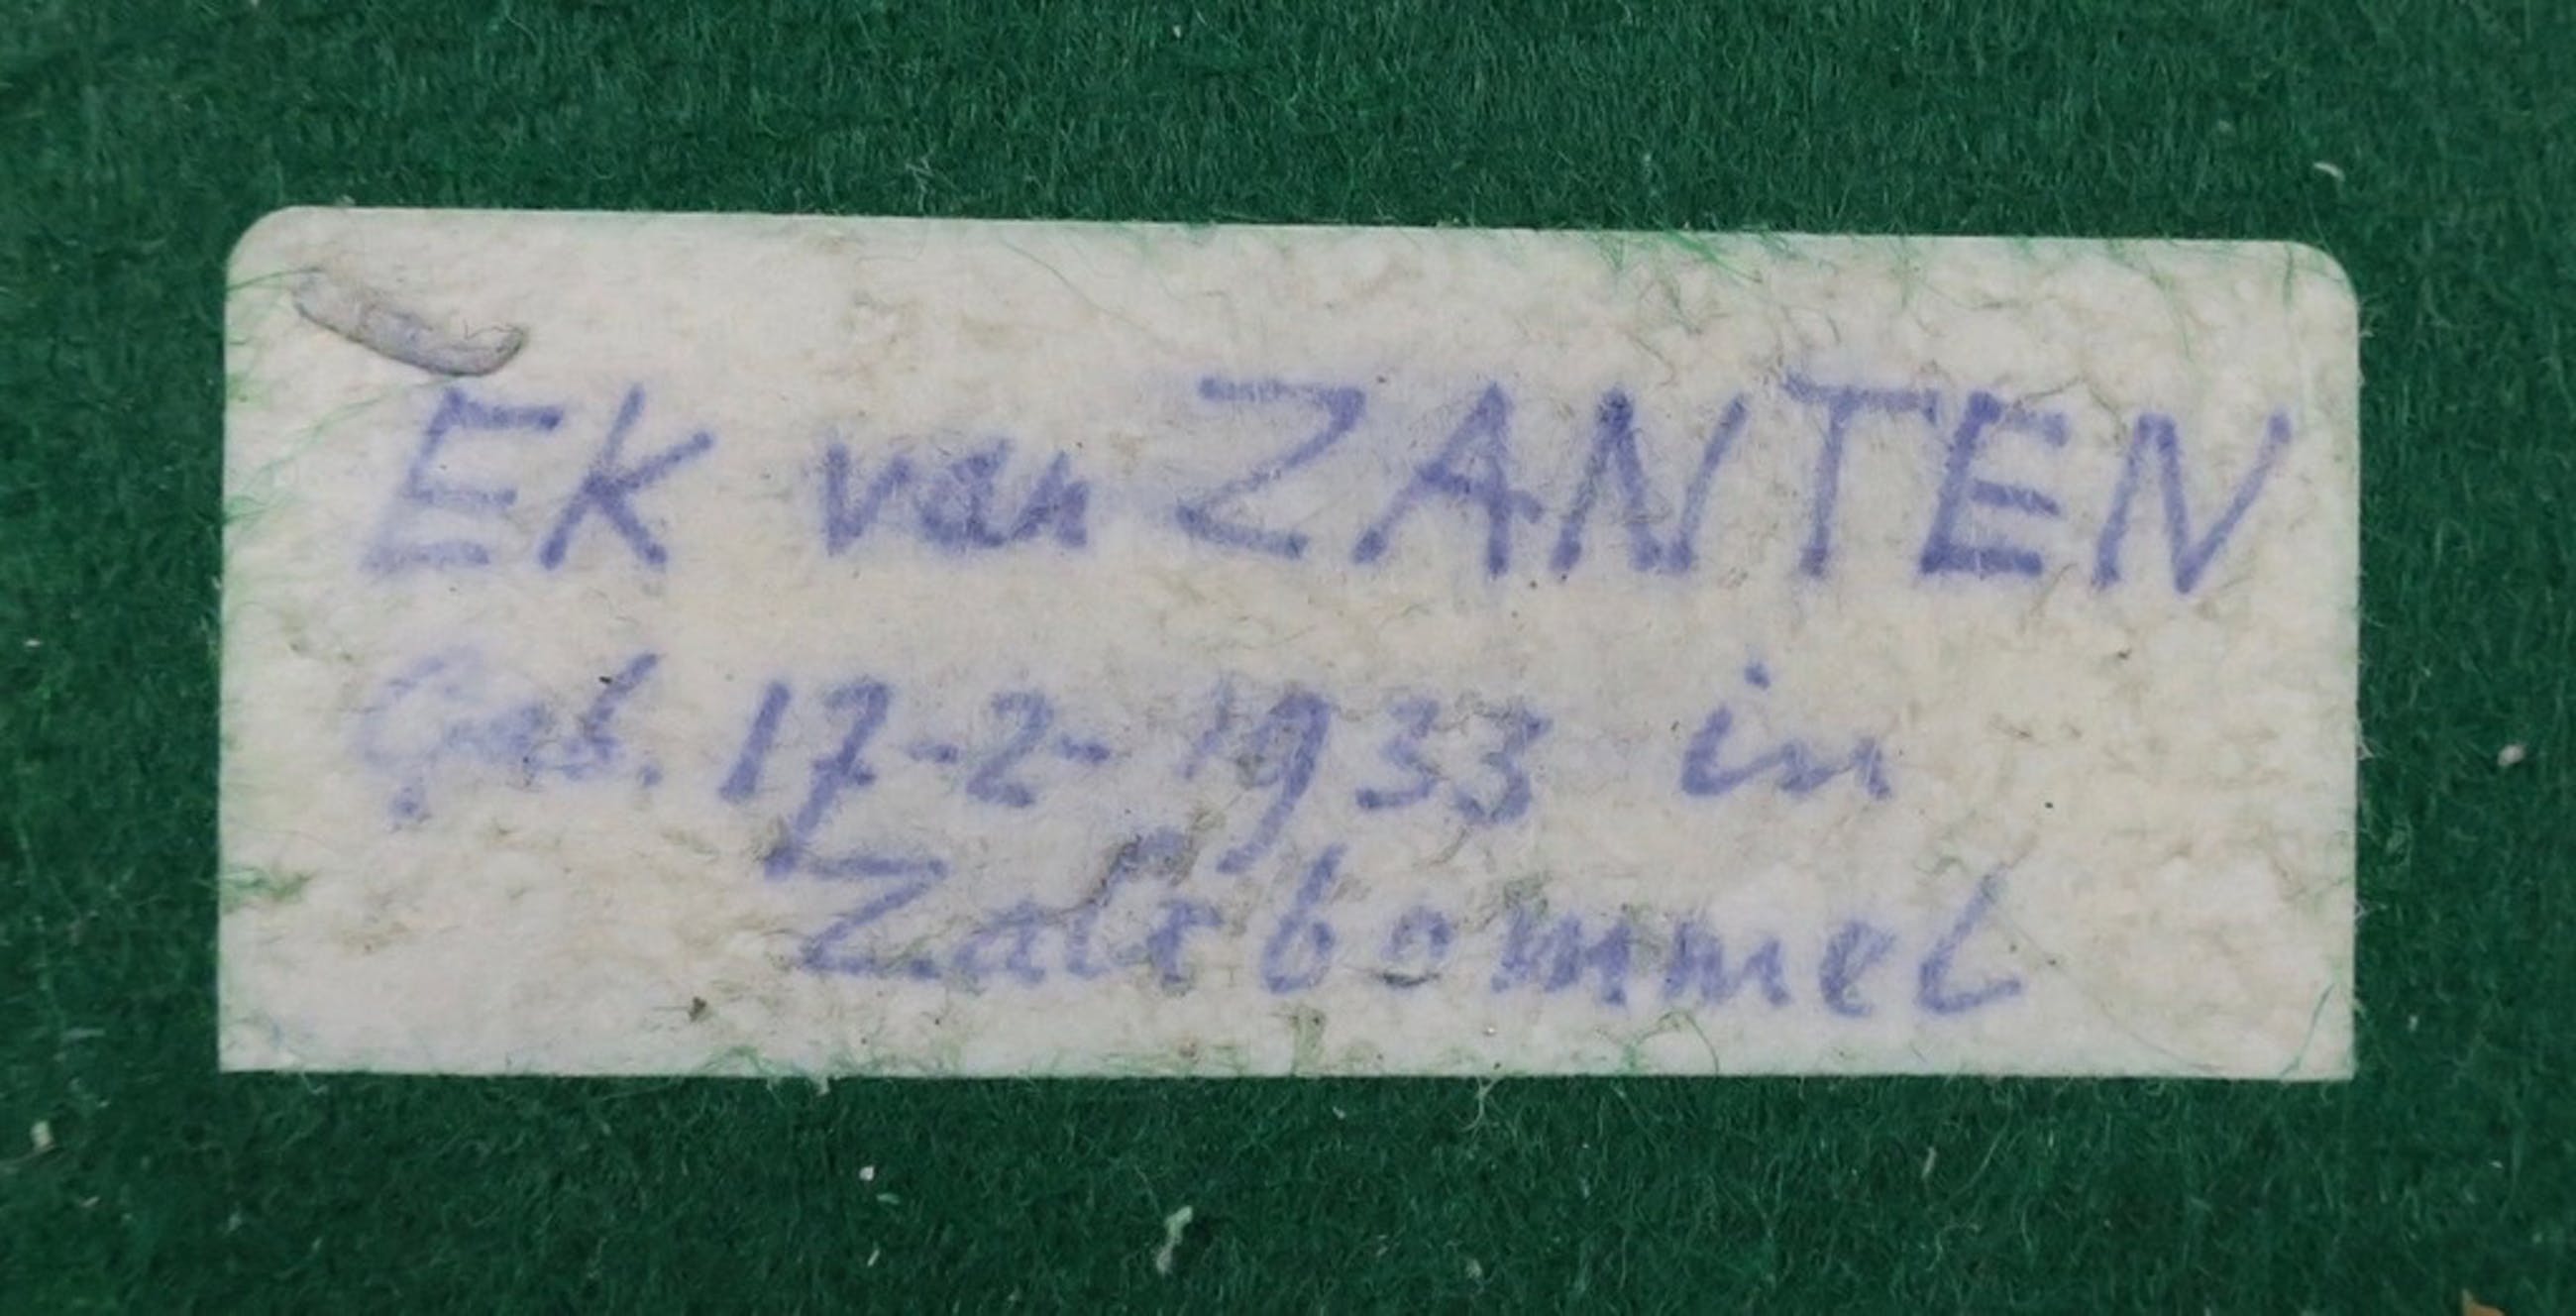 EK van ZANTEN
Geb. 17-2-1933 in
Zaltbommel